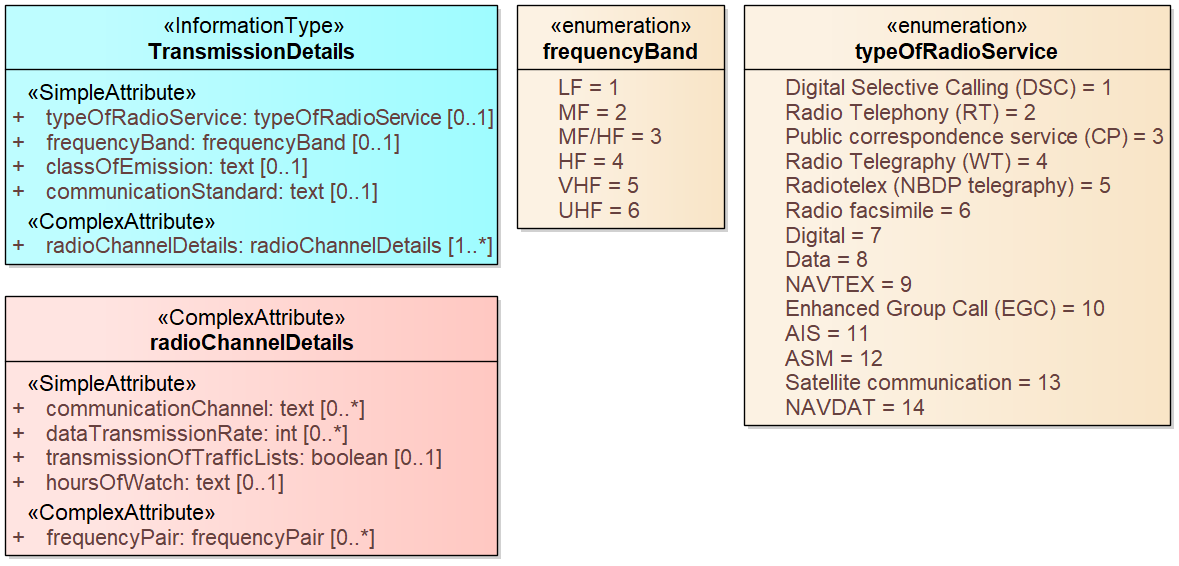 «InformationType»
TransmissionDetails
«SimpleAttribute»
+ typeOfRadioService: typeOfRadioService [0..1]
+ frequencyBand: frequencyBand [0..1]
+ classOfEmission: text [0..1]
+ communicationStandard: text [0..1]
«ComplexAttribute»
+ radioChannelDetails: radioChannelDetails [1..*]
«enumeration»
frequencyBand
LF = 1
MF = 2
MF/HF = 3
HF = 4
VHF = 5
UHF = 6
«enumeration»
typeOfRadioService
Digital Selective Calling (DSC) = 1
Radio Telephony (RT) = 2
Public correspondence service (CP) = 3
Radio Telegraphy (WT) = 4
Radiotelex (NBDP telegraphy) = 5
Radio facsimile = 6
Digital = 7
Data = 8
NAVTEX = 9
Enhanced Group Call (EGC) = 10
AIS = 11
ASM = 12
Satellite communication = 13
NAVDAT = 14
«ComplexAttribute»
radioChannelDetails
«SimpleAttribute»
+ communicationChannel: text [0..*]
+ dataTransmissionRate: int [0..*]
+ transmissionOfTrafficLists: boolean [0..1]
+ hoursOfWatch: text [0..1]
«ComplexAttribute»
+ frequencyPair: frequencyPair [0..*]